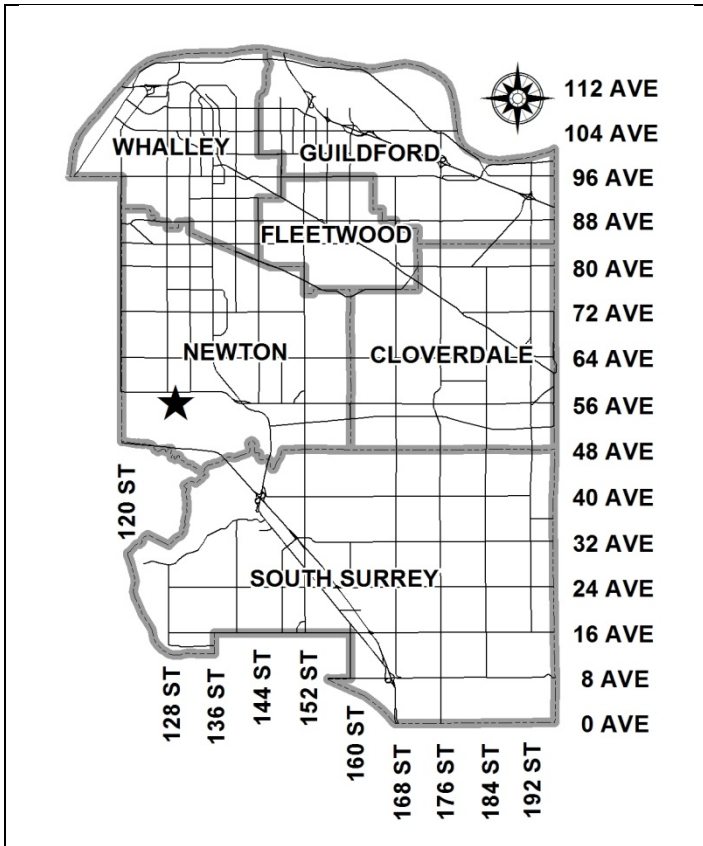 112 AVE
104 AVE
WHALLEY
GUILDFORD
96 AVE
88 AVE
FLEETWOOD
80 AVE
72 AVE
NEWTON
CLOVERDALE
64 AVE
56 AVE
48 AVE
120 ST
40 AVE
32 AVE
SOUTH SURREY
24 AVE
16 AVE
128 ST
136 ST
144 ST
152 ST
160 ST
8 AVE
0 AVE
168 ST
176 ST
184 ST
192 ST